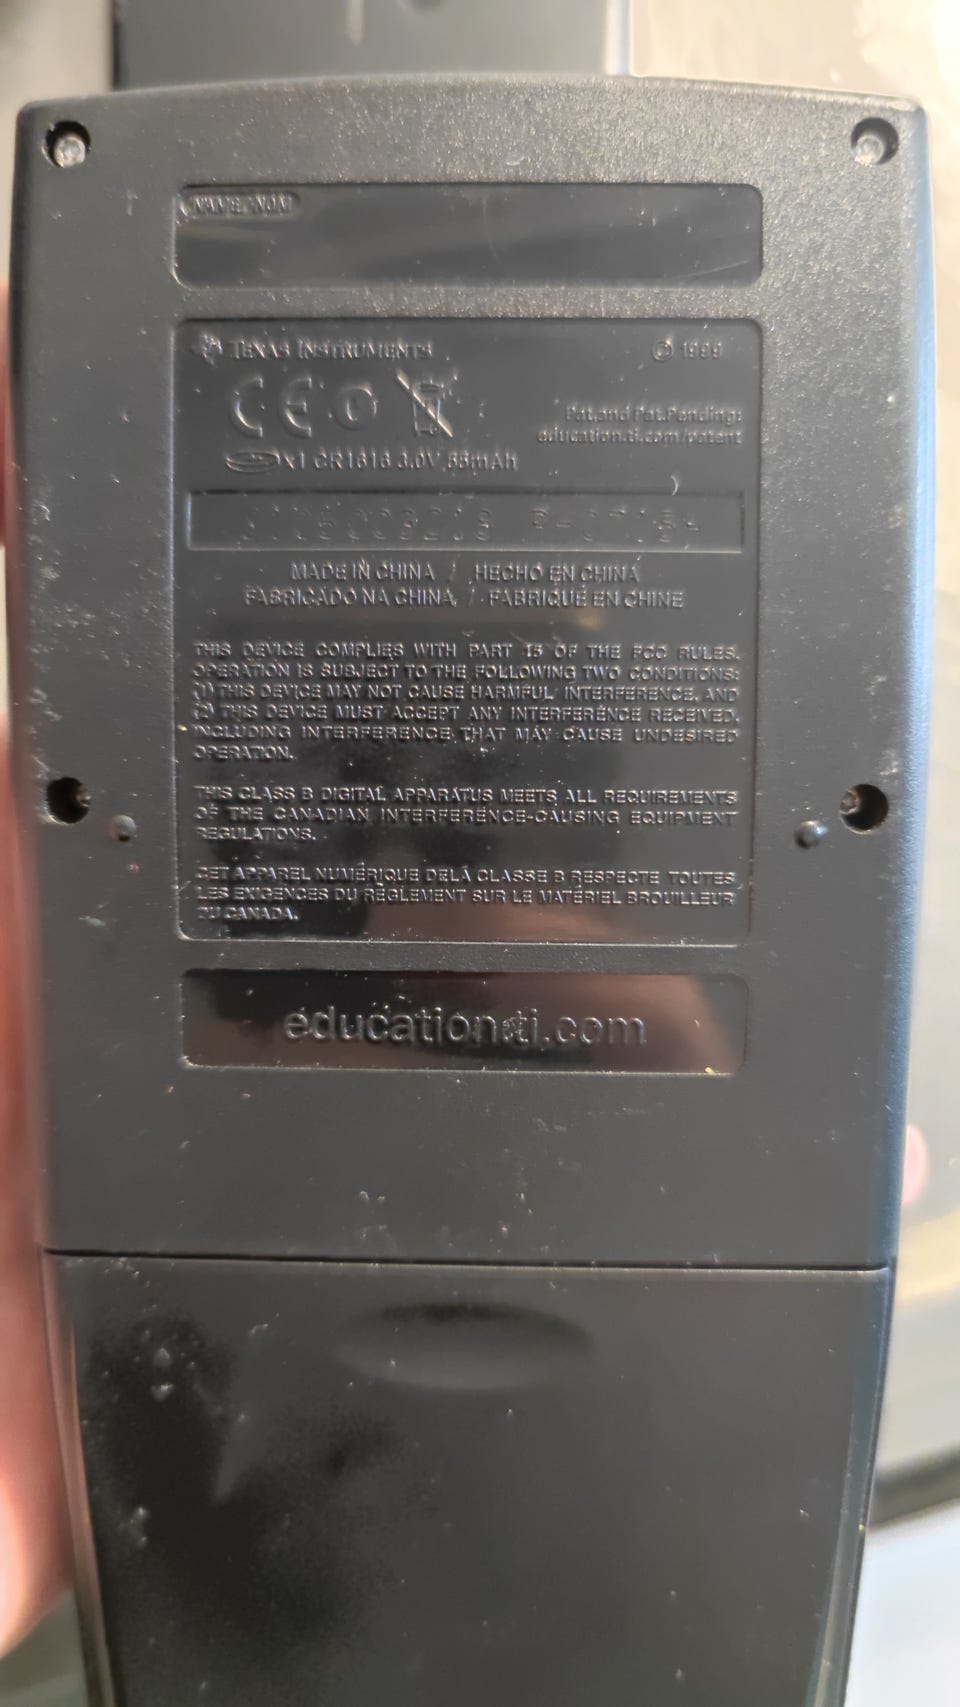 NAME/NOM
TEXAS INSTRUMENTS
© 1999
CE
Pat.and Pat.Pending:
education.ti.com/patent
x1 CR1616 3.0V 55mAh
MADE IN CHINA / HECHO EN CHINA
FABRICADO NA CHINA / FABRIQUÉ EN CHINE
THIS DEVICE COMPLIES WITH PART 15 OF THE FCC RULES.
OPERATION IS SUBJECT TO THE FOLLOWING TWO CONDITIONS:
(1) THIS DEVICE MAY NOT CAUSE HARMFUL INTERFERENCE, AND
(2) THIS DEVICE MUST ACCEPT ANY INTERFERENCE RECEIVED,
INCLUDING INTERFERENCE THAT MAY CAUSE UNDESIRED
OPERATION.
THIS CLASS B DIGITAL APPARATUS MEETS ALL REQUIREMENTS
OF THE CANADIAN INTERFERENCE-CAUSING EQUIPMENT
REGULATIONS.
CET APPAREIL NUMÉRIQUE DELÀ CLASSE B RESPECTE TOUTES
LES EXIGENCES DU RÈGLEMENT SUR LE MATÉRIEL BROUILLEUR
DU CANADA.
education.ti.com